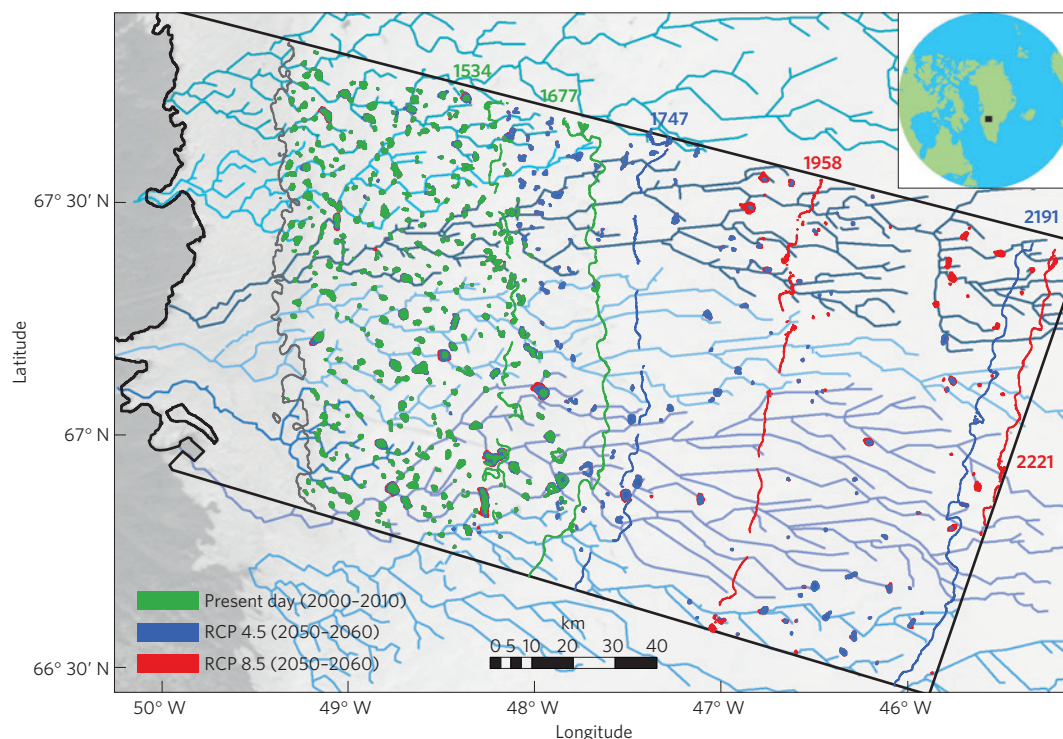 1534
1677
1747
1958
2191
2221
67° 30′ N
67° N
66° 30′ N
Latitude
Present day (2000–2010)
RCP 4.5 (2050–2060)
RCP 8.5 (2050–2060)
km
0 5 10 20 30 40
50° W 49° W 48° W 47° W 46° W
Longitude